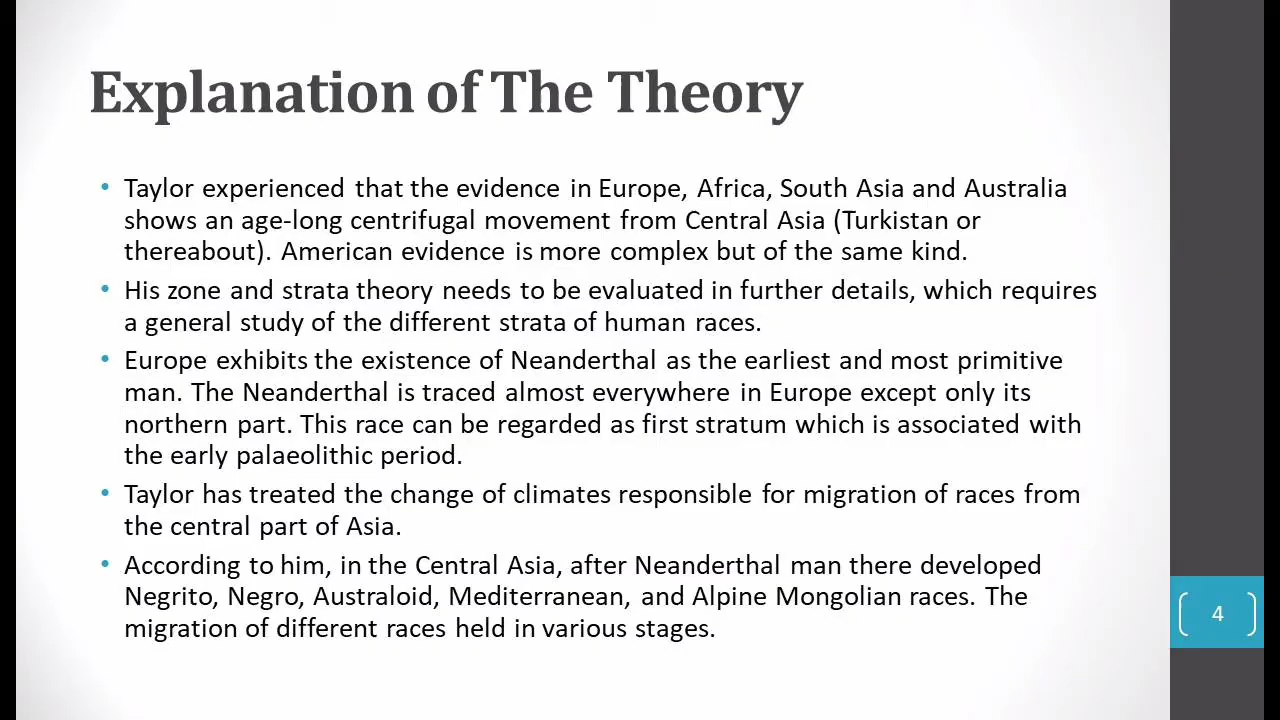 Explanation of The Theory
• Taylor experienced that the evidence in Europe, Africa, South Asia and Australia
shows an age-long centrifugal movement from Central Asia (Turkistan or
thereabout). American evidence is more complex but of the same kind.
• His zone and strata theory needs to be evaluated in further details, which requires
a general study of the different strata of human races.
• Europe exhibits the existence of Neanderthal as the earliest and most primitive
man. The Neanderthal is traced almost everywhere in Europe except only its
northern part. This race can be regarded as first stratum which is associated with
the early palaeolithic period.
• Taylor has treated the change of climates responsible for migration of races from
the central part of Asia.
• According to him, in the Central Asia, after Neanderthal man there developed
Negrito, Negro, Australoid, Mediterranean, and Alpine Mongolian races. The
migration of different races held in various stages.
4